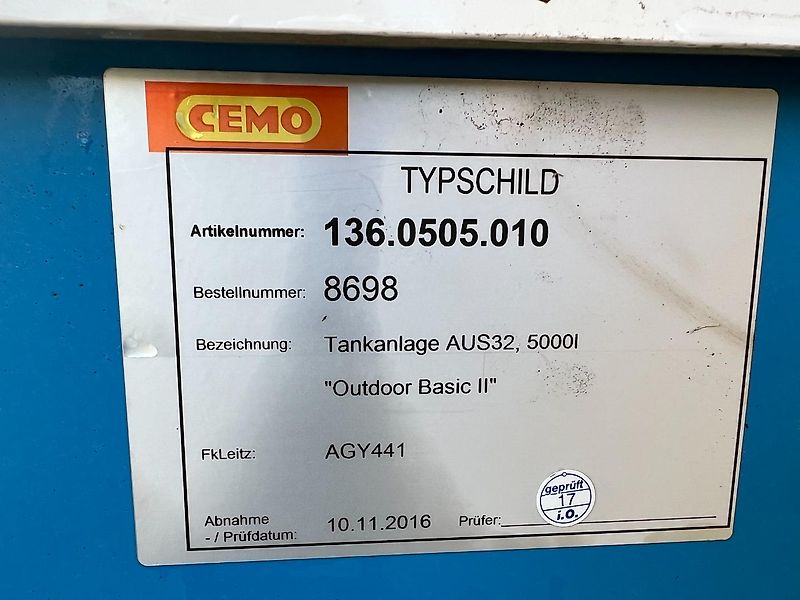 CEMO
TYPSCHILD
Artikelnummer: 136.0505.010
Bestellnummer: 8698
Bezeichnung: Tankanlage AUS32, 5000l
"Outdoor Basic II"
FkLeitz: AGY441
Abnahme
- / Prüfdatum: 10.11.2016 Prüfer:
geprüft
17
i.O.